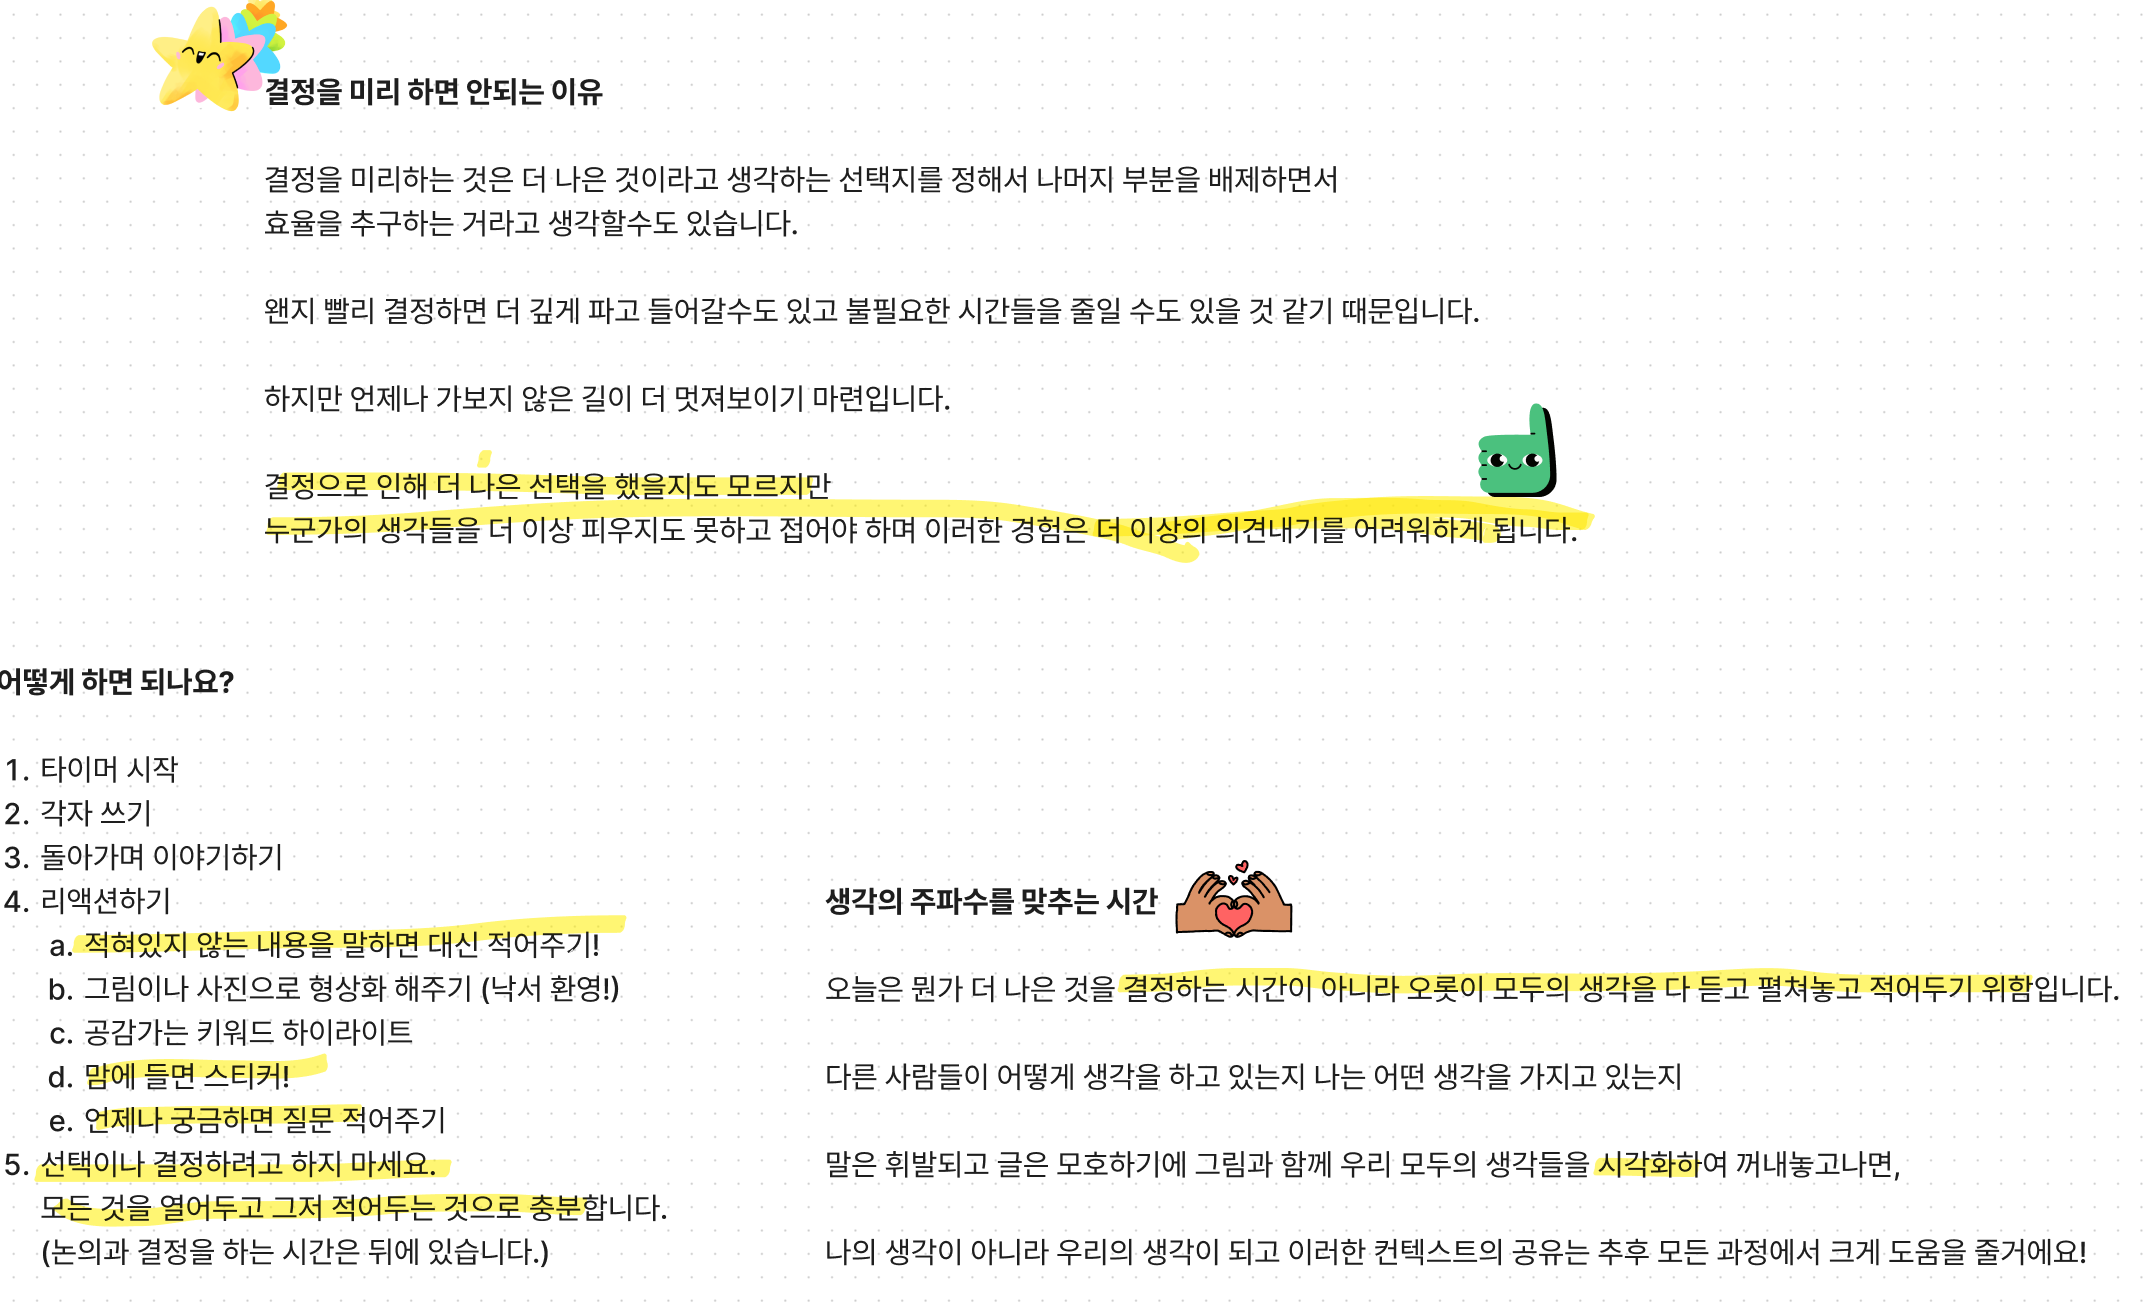 결정을 미리 하면 안되는 이유
결정을 미리하는 것은 더 나은 것이라고 생각하는 선택지를 정해서 나머지 부분을 배제하면서
효율을 추구하는 거라고 생각할수도 있습니다.
왠지 빨리 결정하면 더 깊게 파고 들어갈수도 있고 불필요한 시간들을 줄일 수도 있을 것 같기 때문입니다.
하지만 언제나 가보지 않은 길이 더 멋져보이기 마련입니다.
결정으로 인해 더 나은 선택을 했을지도 모르지만
누군가의 생각들을 더 이상 피우지도 못하고 접어야 하며 이러한 경험은 더 이상의 의견내기를 어려워하게 됩니다.
어떻게 하면 되나요?
1. 타이머 시작
2. 각자 쓰기
3. 돌아가며 이야기하기
4. 리액션하기
a. 적혀있지 않는 내용을 말하면 대신 적어주기!
b. 그림이나 사진으로 형상화 해주기 (낙서 환영!)
c. 공감가는 키워드 하이라이트
d. 맘에 들면 스티커!
e. 언제나 궁금하면 질문 적어주기
5. 선택이나 결정하려고 하지 마세요.
모든 것을 열어두고 그저 적어두는 것으로 충분합니다.
(논의과 결정을 하는 시간은 뒤에 있습니다.)
생각의 주파수를 맞추는 시간
오늘은 뭔가 더 나은 것을 결정하는 시간이 아니라 오롯이 모두의 생각을 다 듣고 펼쳐놓고 적어두기 위함입니다.
다른 사람들이 어떻게 생각을 하고 있는지 나는 어떤 생각을 가지고 있는지
말은 휘발되고 글은 모호하기에 그림과 함께 우리 모두의 생각들을 시각화하여 꺼내놓고나면,
나의 생각이 아니라 우리의 생각이 되고 이러한 컨텍스트의 공유는 추후 모든 과정에서 크게 도움을 줄거에요!